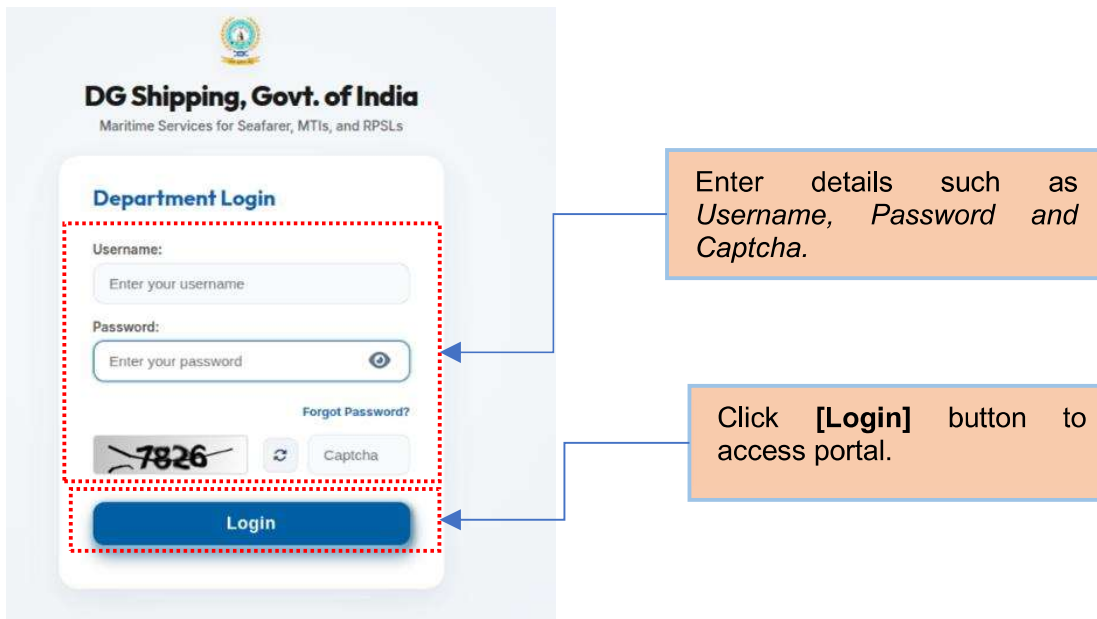 DG Shipping, Govt. of India
Maritime Services for Seafarer, MTIs, and RPSLs
Department Login
Username:
Enter your username
Password:
Enter your password
Forgot Password?
7826
Captcha
Login
Enter details such as
Username, Password and
Captcha.
Click [Login] button to
access portal.